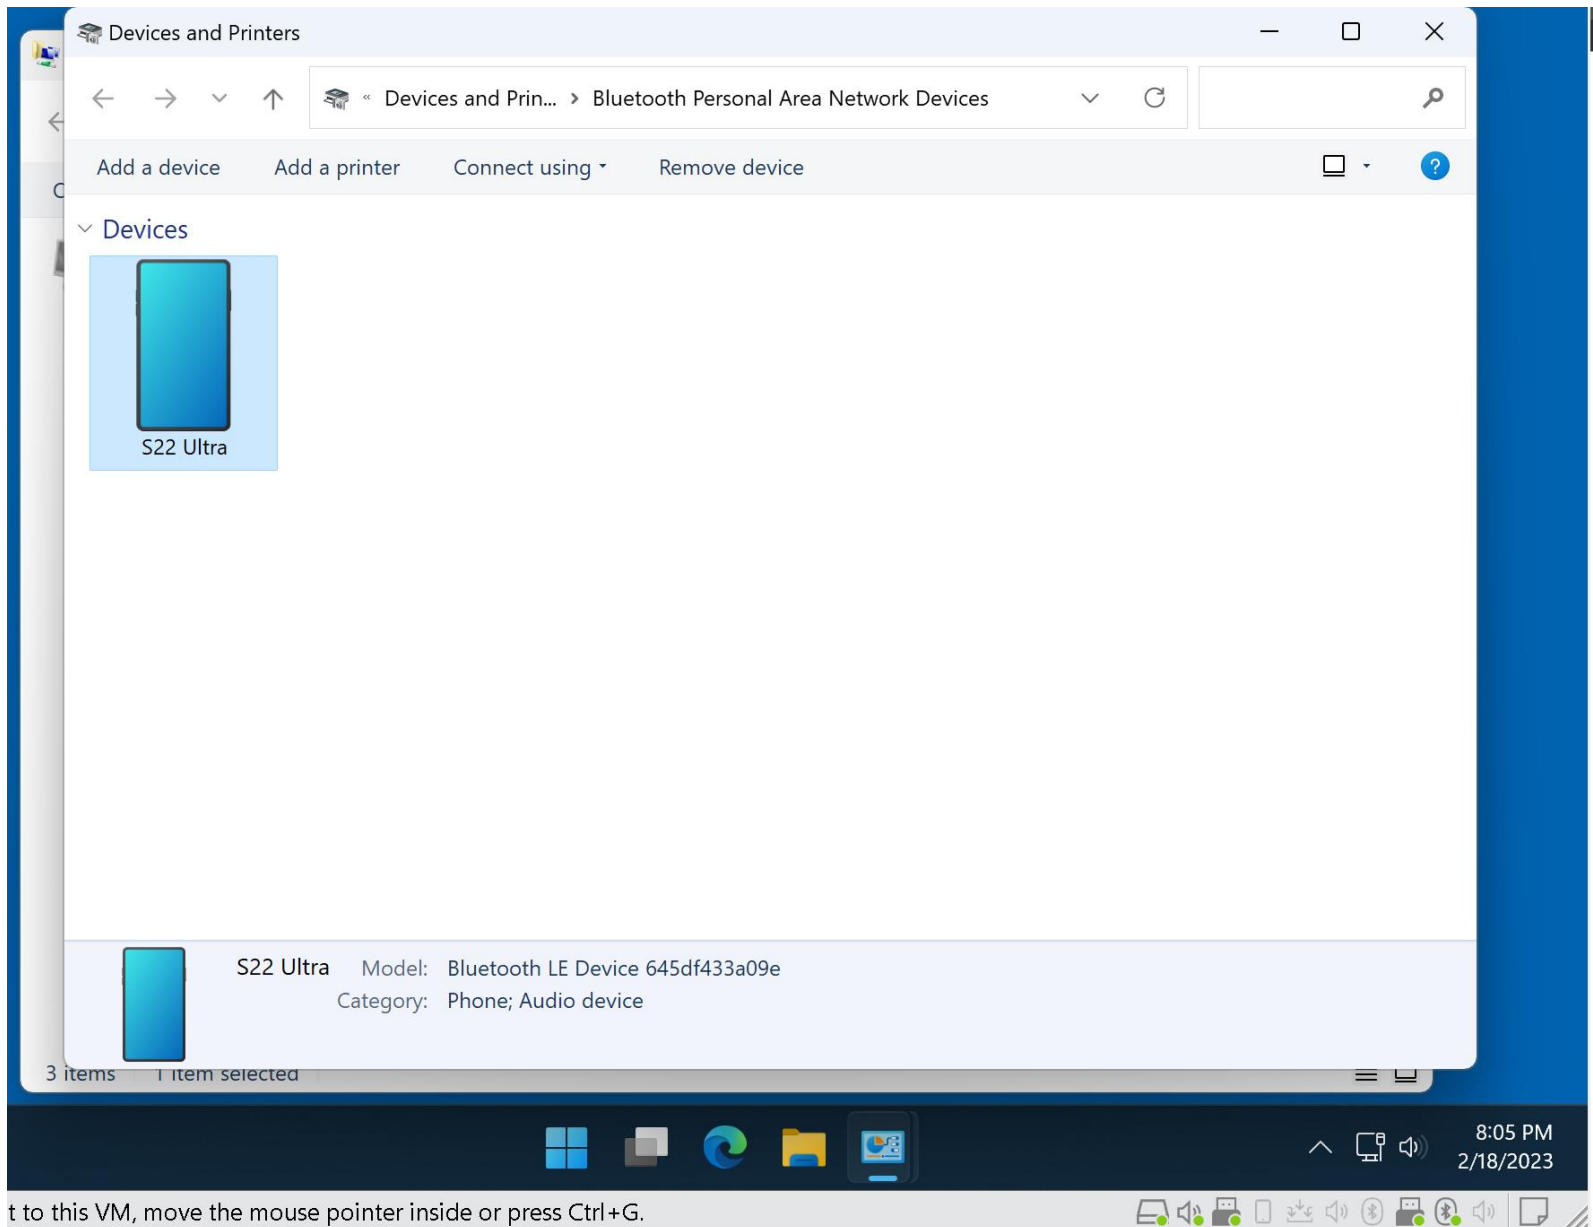 Devices and Printers
« Devices and Prin... > Bluetooth Personal Area Network Devices
Add a device Add a printer Connect using Remove device ?
Devices
S22 Ultra
S22 Ultra Model: Bluetooth LE Device 645df433a09e
Category: Phone; Audio device
3 items 1 item selected
8:05 PM
2/18/2023
t to this VM, move the mouse pointer inside or press Ctrl+G.